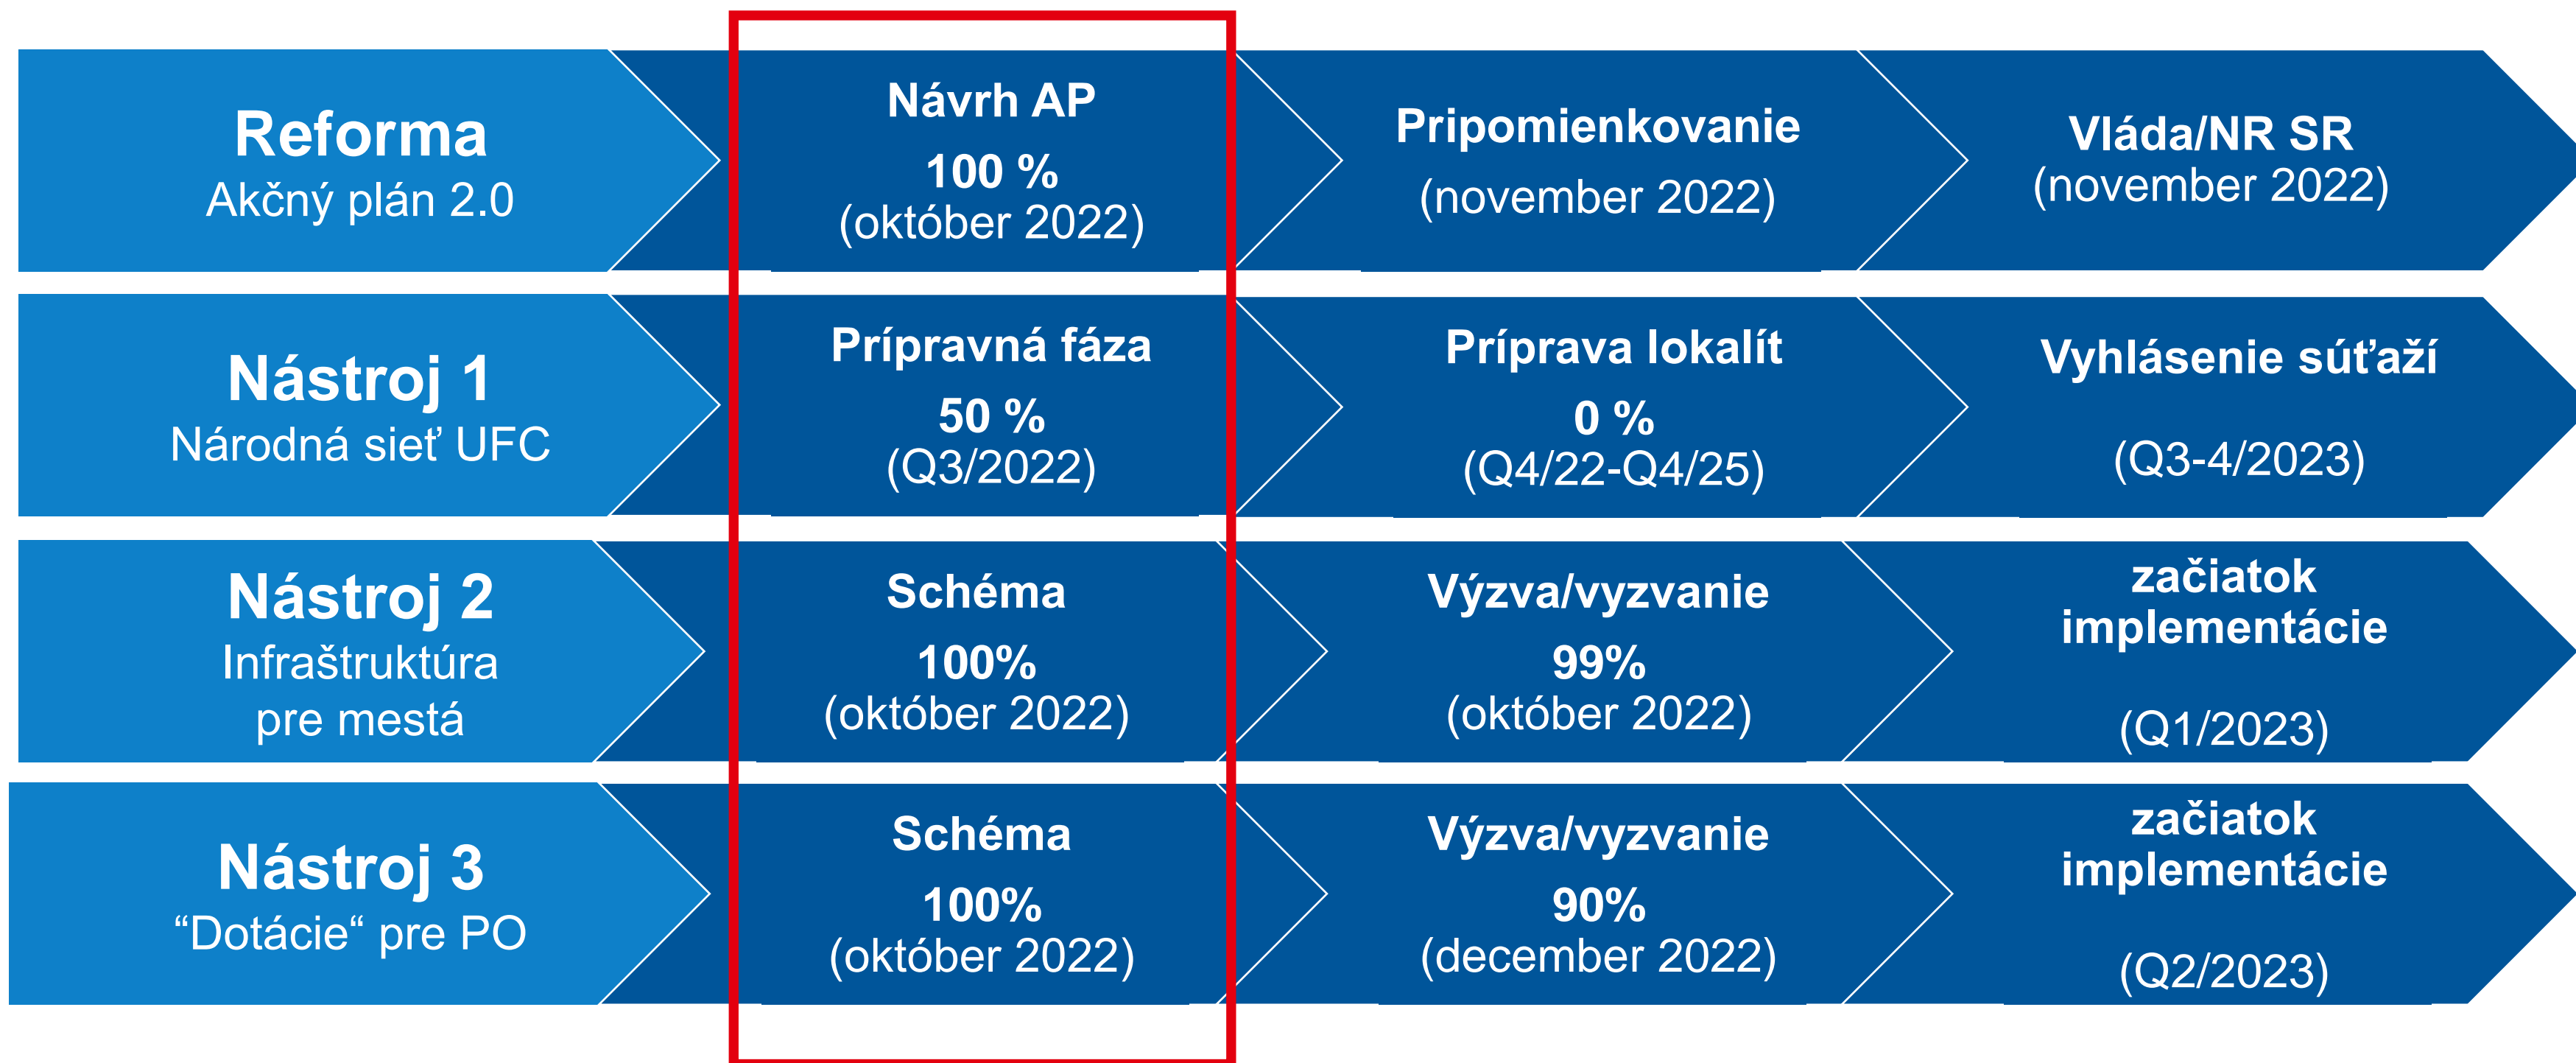 Reforma
Akčný plán 2.0
Návrh AP
100 %
(október 2022)
Pripomienkovanie
(november 2022)
Vláda/NR SR
(november 2022)
Nástroj 1
Národná sieť UFC
Prípravná fáza
50 %
(Q3/2022)
Príprava lokalít
0 %
(Q4/22-Q4/25)
Vyhlásenie súťaží
(Q3-4/2023)
Nástroj 2
Infraštruktúra
pre mestá
Schéma
100%
(október 2022)
Výzva/vyzvanie
99%
(október 2022)
začiatok
implementácie
(Q1/2023)
Nástroj 3
“Dotácie“ pre PO
Schéma
100%
(október 2022)
Výzva/vyzvanie
90%
(december 2022)
začiatok
implementácie
(Q2/2023)